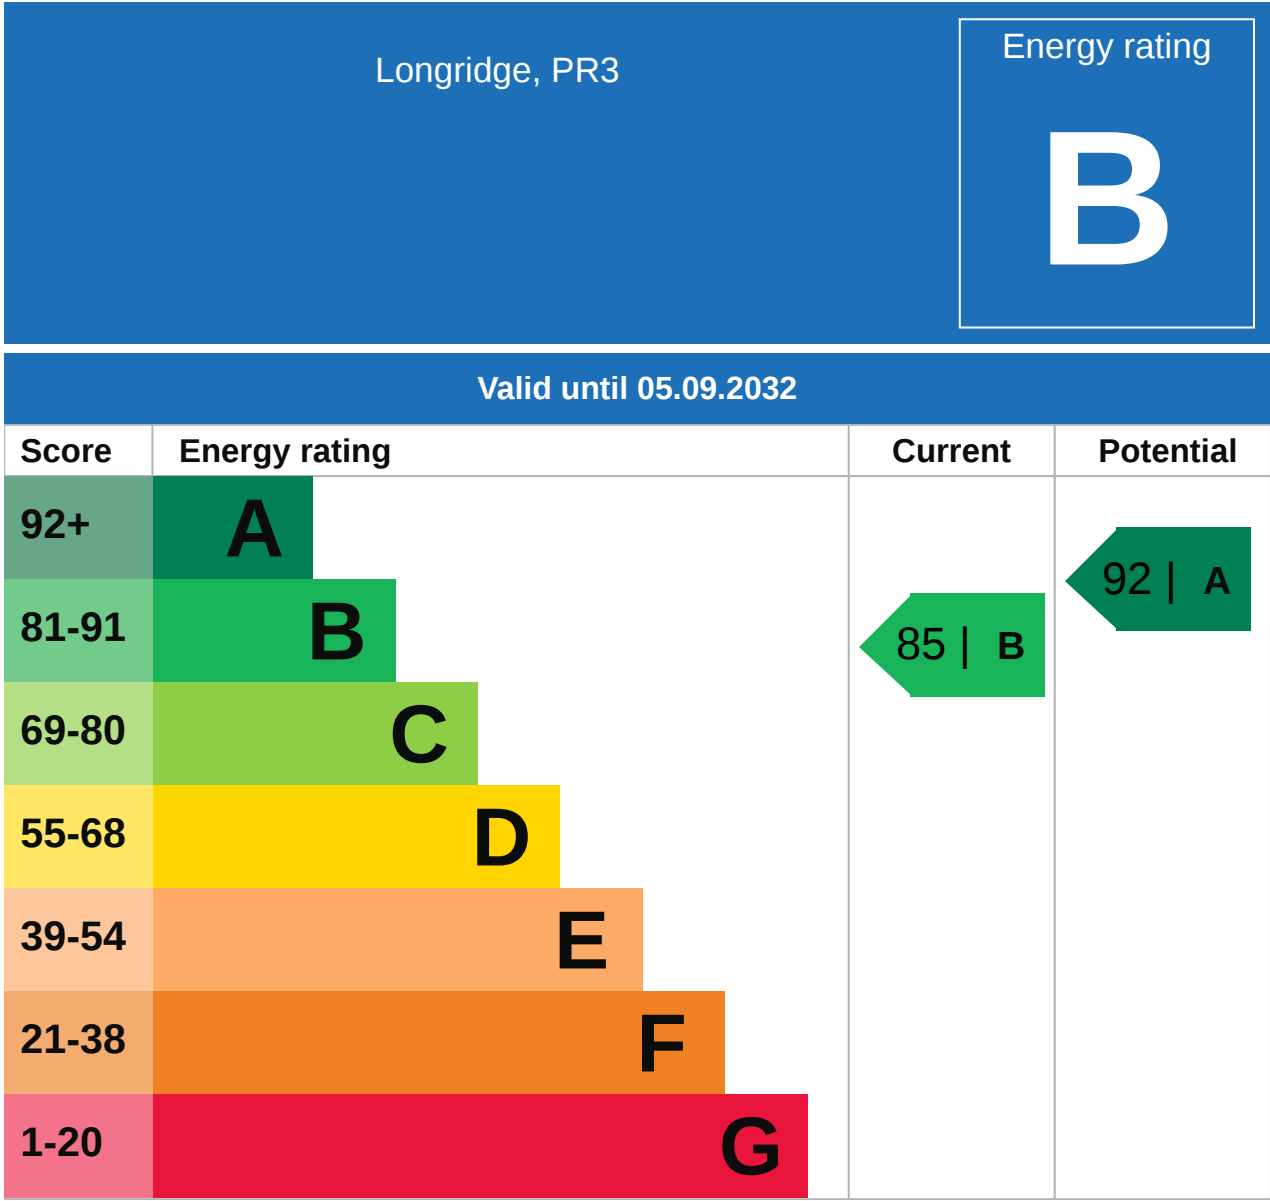 Longridge, PR3
Energy rating
B
Valid until 05.09.2032
Score Energy rating Current Potential
92+ A
92 | A
81-91 B
85 | B
69-80 C
55-68 D
39-54 E
21-38 F
1-20 G